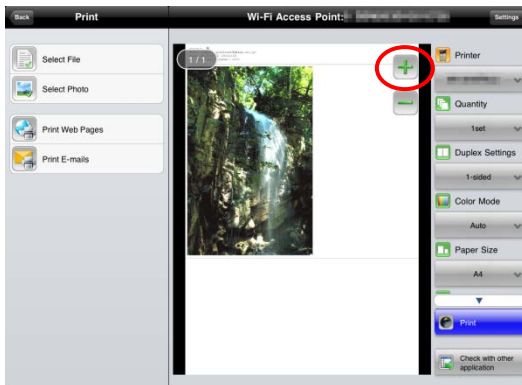 Back
Print
Wi-Fi Access Point:
Settings
Select File
Select Photo
Print Web Pages
Print E-mails
1 / 1
Printer
Quantity
1set
Duplex Settings
1-sided
Color Mode
Auto
Paper Size
A4
Print
Check with other
application